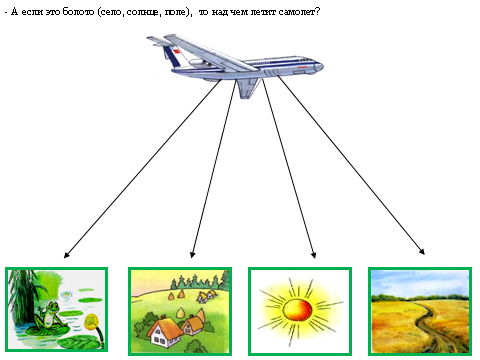 - А если это болото (село, солнце, поле), то над чем летит самолет?